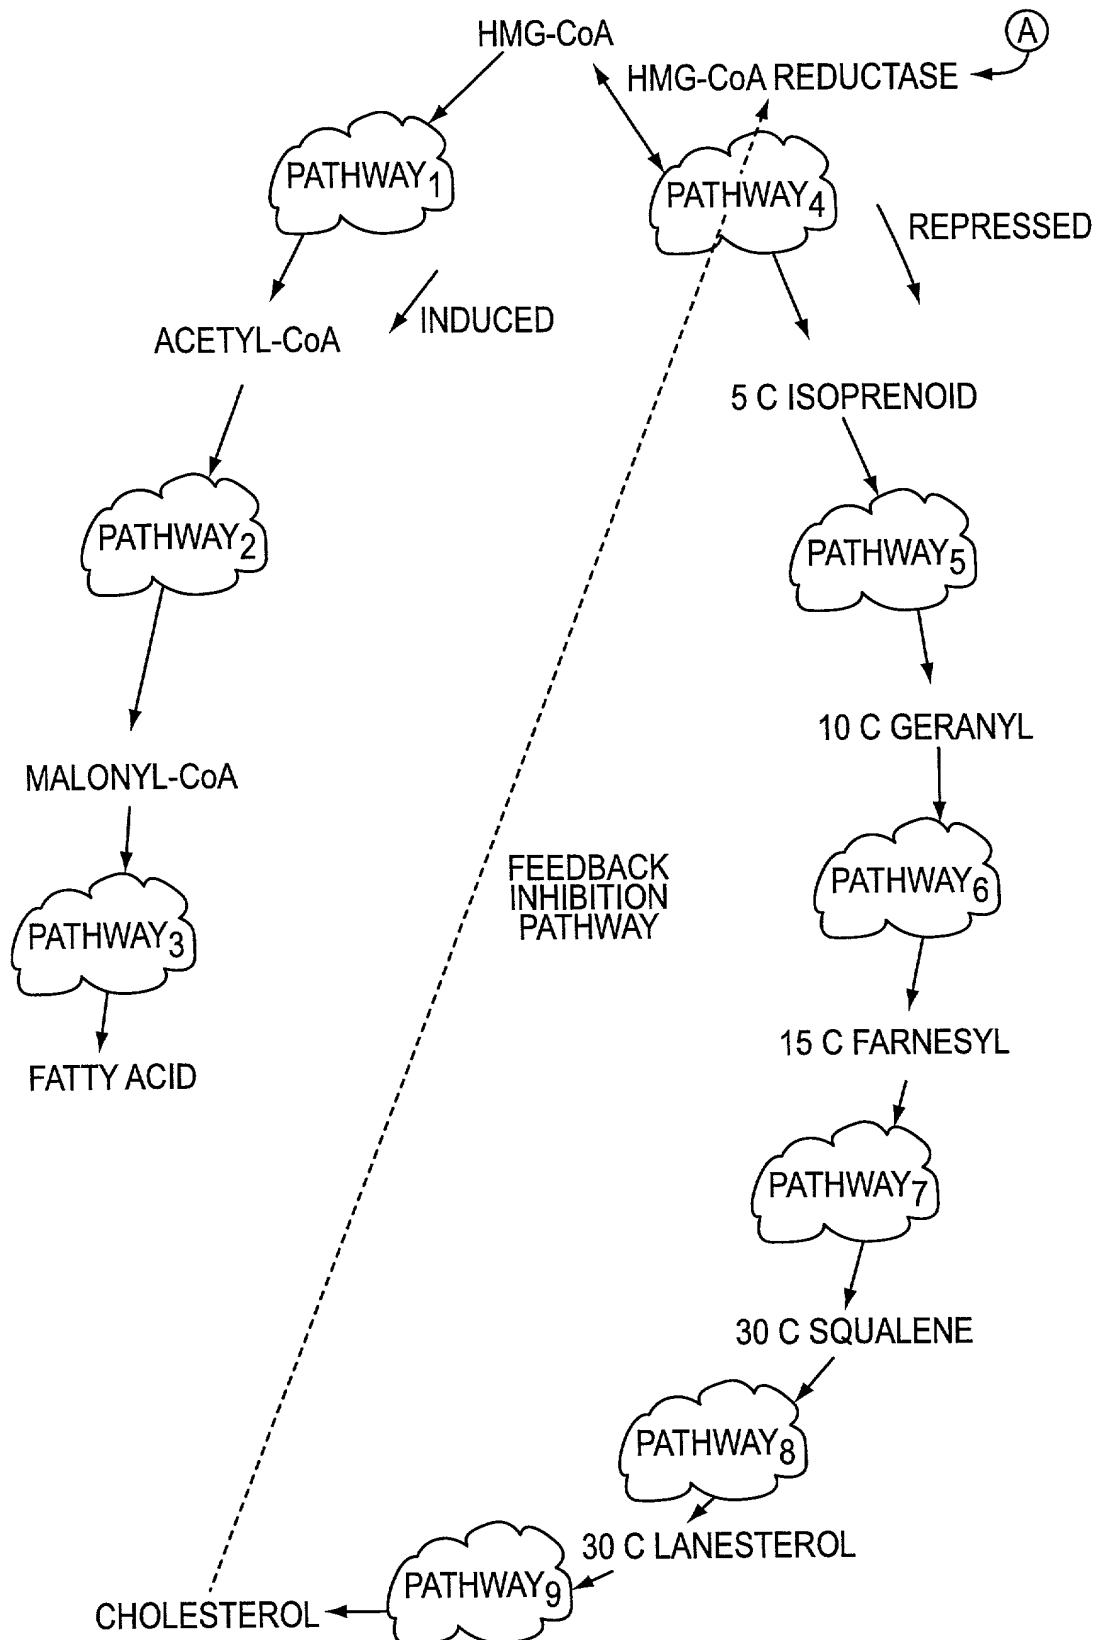 HMG-CoA
A
HMG-CoA REDUCTASE
PATHWAY1
PATHWAY4
REPRESSED
INDUCED
ACETYL-CoA
5 C ISOPRENOID
PATHWAY2
PATHWAY5
10 C GERANYL
MALONYL-CoA
FEEDBACK
INHIBITION
PATHWAY
PATHWAY6
PATHWAY3
15 C FARNESYL
FATTY ACID
PATHWAY7
30 C SQUALENE
PATHWAY8
30 C LANESTEROL
PATHWAY9
CHOLESTEROL